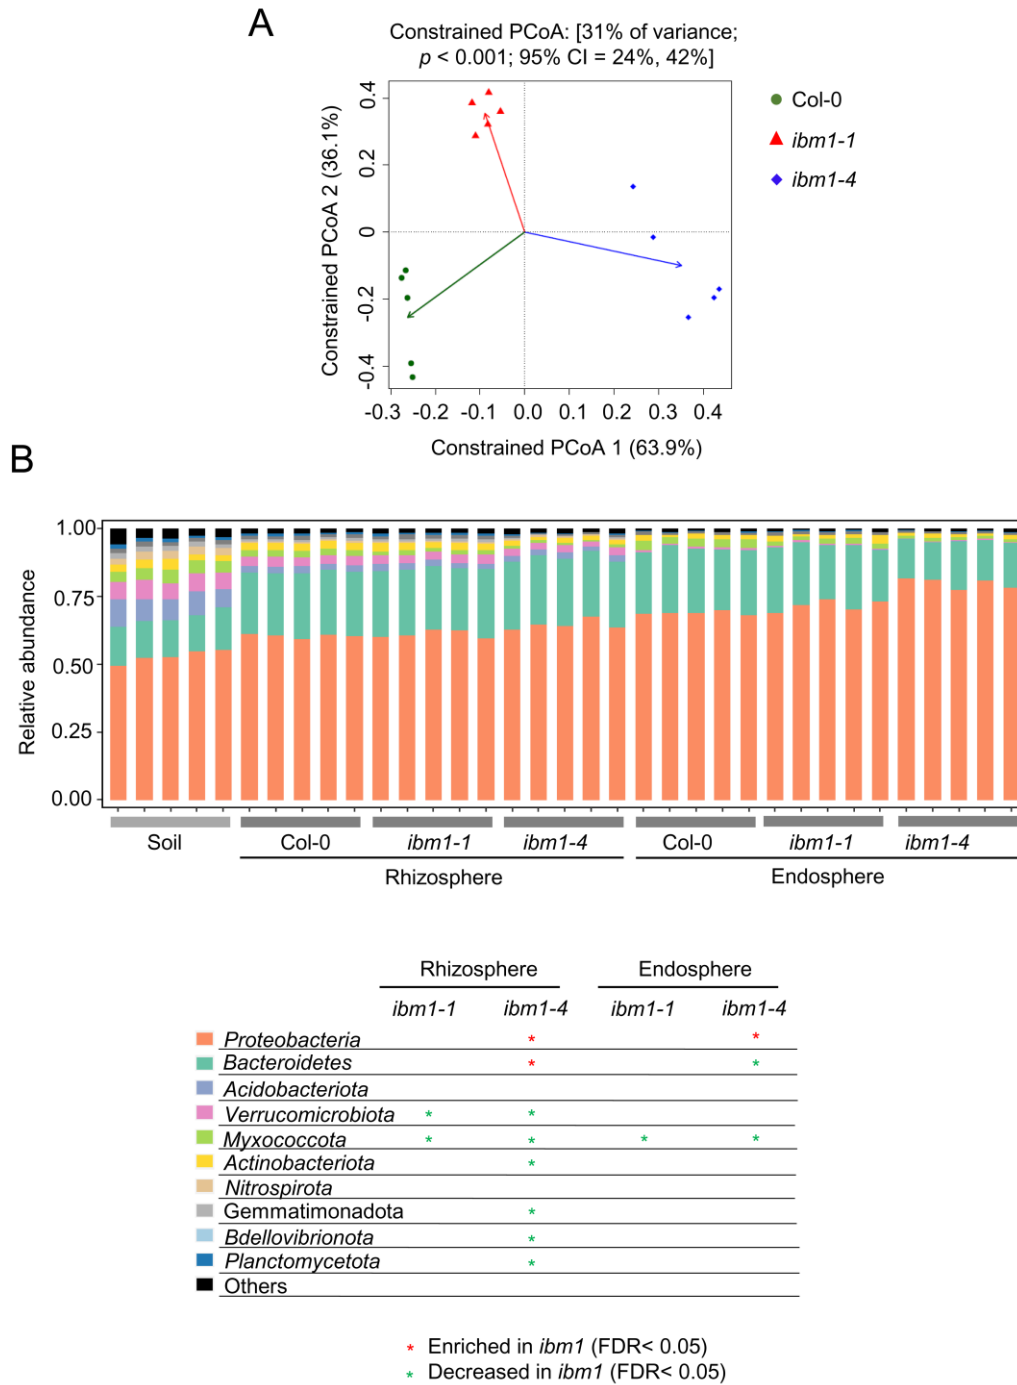 A
Constrained PCoA: [31% of variance;
p < 0.001; 95% CI = 24%, 42%]
Constrained PCoA 2 (36.1%)
0.4
0.2
0
-0.2
-0.4
-0.3 -0.2 -0.1 0.0 0.1 0.2 0.3 0.4
Constrained PCoA 1 (63.9%)
Col-0
ibm1-1
ibm1-4
B
Relative abundance
1.00
0.75
0.50
0.25
0.00
Soil Col-0 ibm1-1 ibm1-4 Col-0 ibm1-1 ibm1-4
Rhizosphere Endosphere
Rhizosphere Endosphere
ibm1-1 ibm1-4 ibm1-1 ibm1-4
Proteobacteria * *
Bacteroidetes * *
Acidobacteriota
Verrucomicrobiota * *
Myxococcota * * * *
Actinobacteriota *
Nitrospirota
Gemmatimonadota *
Bdellovibrionota *
Planctomycetota *
Others
* Enriched in ibm1 (FDR< 0.05)
* Decreased in ibm1 (FDR< 0.05)